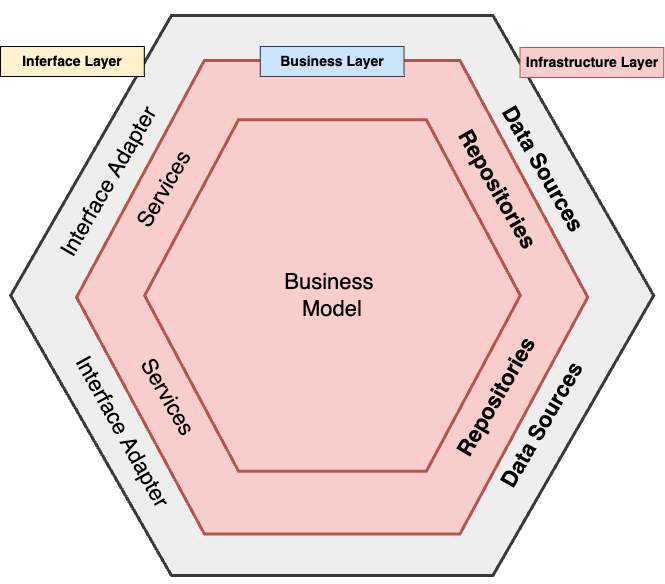 Inferface Layer
Business Layer
Infrastructure Layer
Interface Adapter
Services
Repositories
Data Sources
Business
Model
Interface Adapter
Services
Repositories
Data Sources